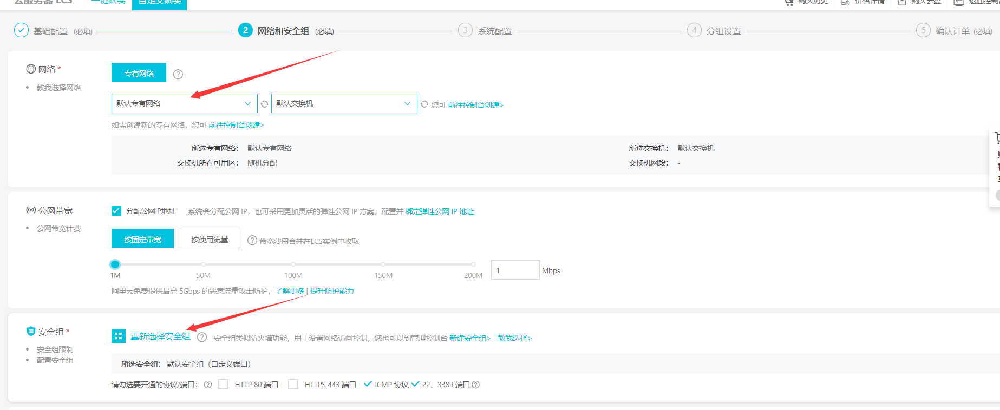 云服务器 ECS 一键购买 自定义购买 购买历史 价格详情 购买云盘 返回控制
基础配置 (必填) 2 网络和安全组 (必填) 3 系统配置 4 分组设置 5 确认订单 (必填)
网络 *
专有网络 ?
教我选择网络
默认专有网络 默认交换机 您可 前往控制台创建>
如需创建新的专有网络，您可 前往控制台创建>
所选专有网络： 默认专有网络 所选交换机： 默认交换机
交换机所在可用区： 随机分配 交换机网段： -
公网带宽
分配公网IP地址 系统会分配公网 IP，也可采用更加灵活的弹性公网 IP 方案，配置并 绑定弹性公网 IP 地址
公网带宽计费
按固定带宽 按使用流量 ? 带宽费用合并在ECS实例中收取
1M 50M 100M 150M 200M
1 Mbps
阿里云免费提供最高 5Gbps 的恶意流量攻击防护，了解更多 | 提升防护能力
安全组 *
重新选择安全组 ? 安全组类似防火墙功能，用于设置网络访问控制，您也可以到管理控制台 新建安全组> 教我选择>
安全组限制
配置安全组
所选安全组： 默认安全组（自定义端口）
请勾选要开通的协议/端口： ? HTTP 80 端口 HTTPS 443 端口 ICMP 协议 22、3389 端口 ?